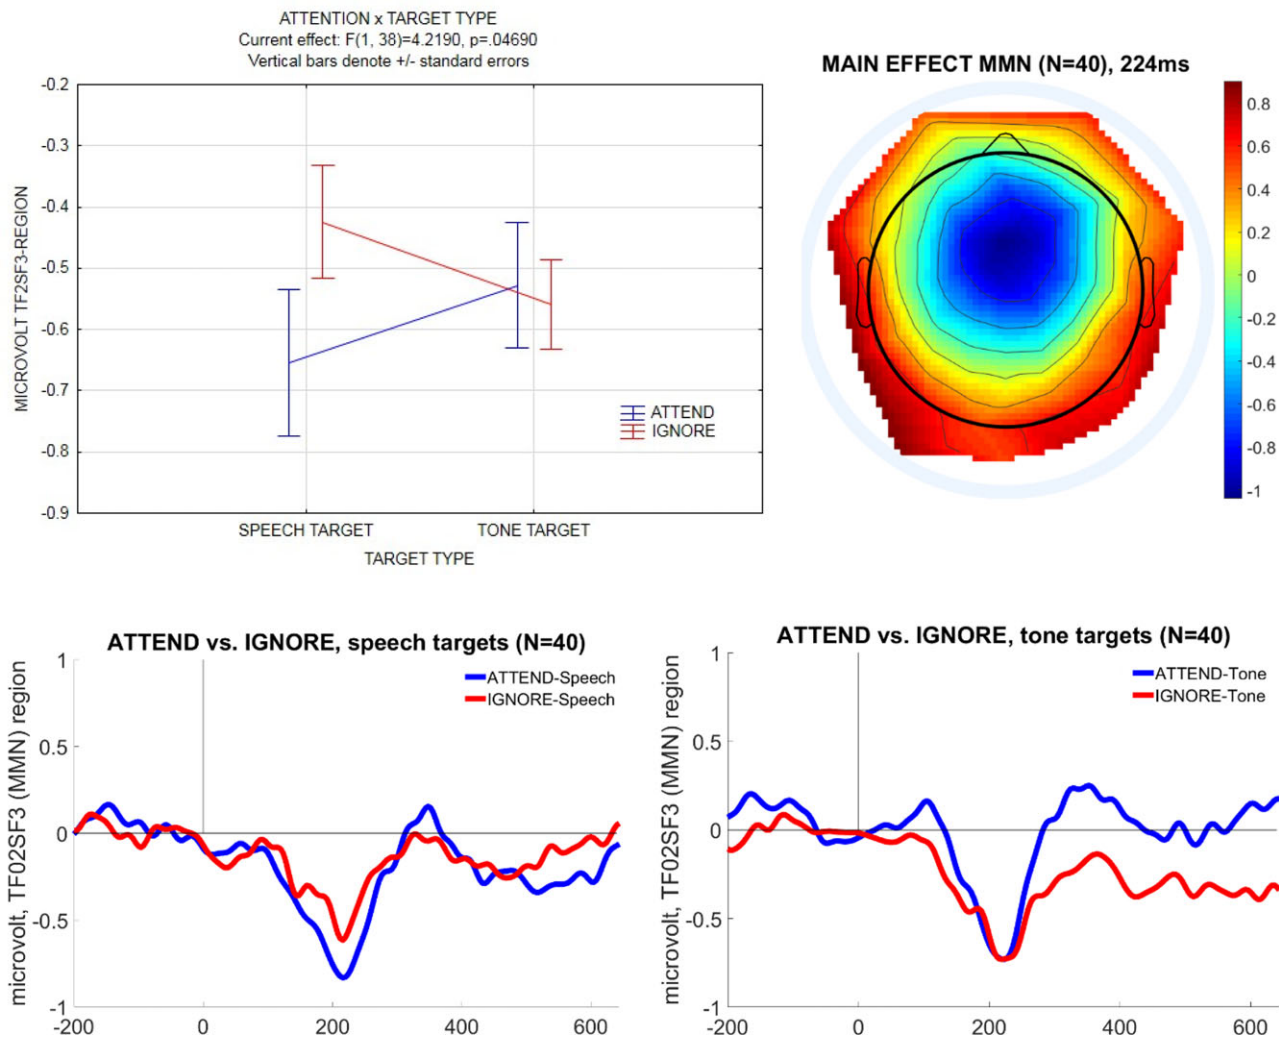 ATTENTION x TARGET TYPE
Current effect: F(1, 38)=4.2190, p=.04690
Vertical bars denote +/- standard errors
-0.2
-0.3
-0.4
-0.5
-0.6
-0.7
-0.8
-0.9
MICROVOLT TF2SF3-REGION
ATTEND
IGNORE
SPEECH TARGET
TONE TARGET
TARGET TYPE
MAIN EFFECT MMN (N=40), 224ms
0.8
0.6
0.4
0.2
0
-0.2
-0.4
-0.6
-0.8
-1
ATTEND vs. IGNORE, speech targets (N=40)
microvolt, TF02SF3 (MMN) region
1
0.5
0
-0.5
-1
ATTEND-Speech
IGNORE-Speech
-200
0
200
400
600
ATTEND vs. IGNORE, tone targets (N=40)
microvolt, TF02SF3 (MMN) region
1
0.5
0
-0.5
-1
ATTEND-Tone
IGNORE-Tone
-200
0
200
400
600